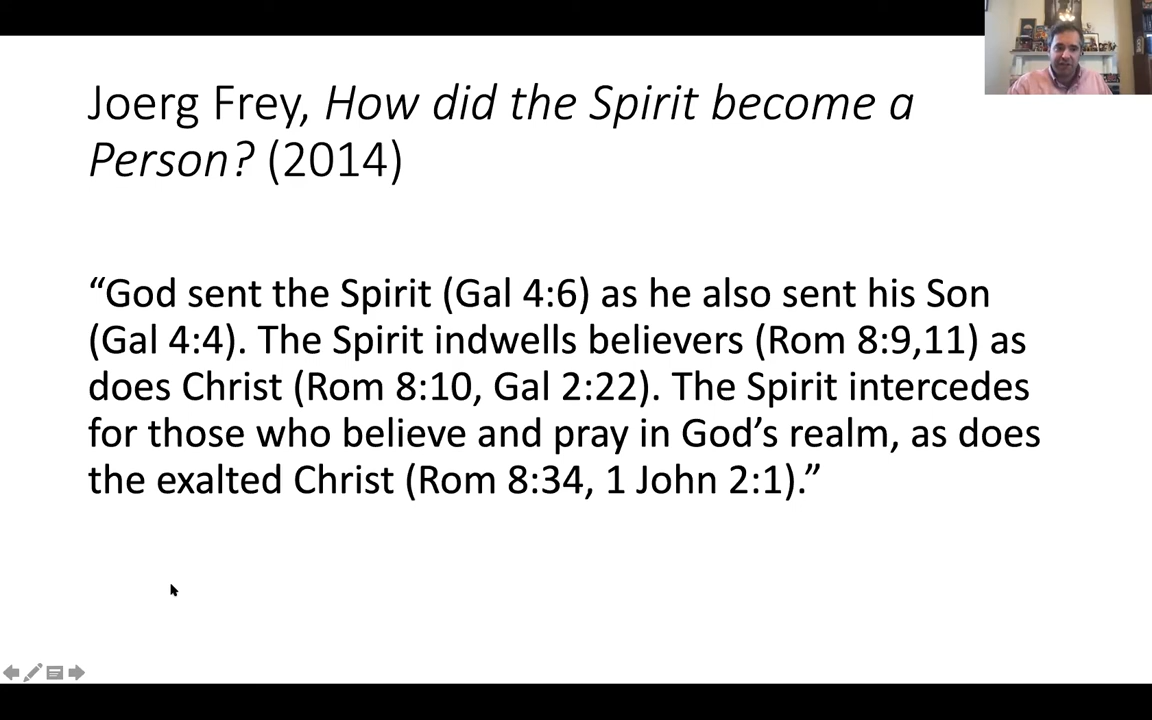 Joerg Frey, How did the Spirit become a
Person? (2014)
“God sent the Spirit (Gal 4:6) as he also sent his Son
(Gal 4:4). The Spirit indwells believers (Rom 8:9,11) as
does Christ (Rom 8:10, Gal 2:22). The Spirit intercedes
for those who believe and pray in God’s realm, as does
the exalted Christ (Rom 8:34, 1 John 2:1).”